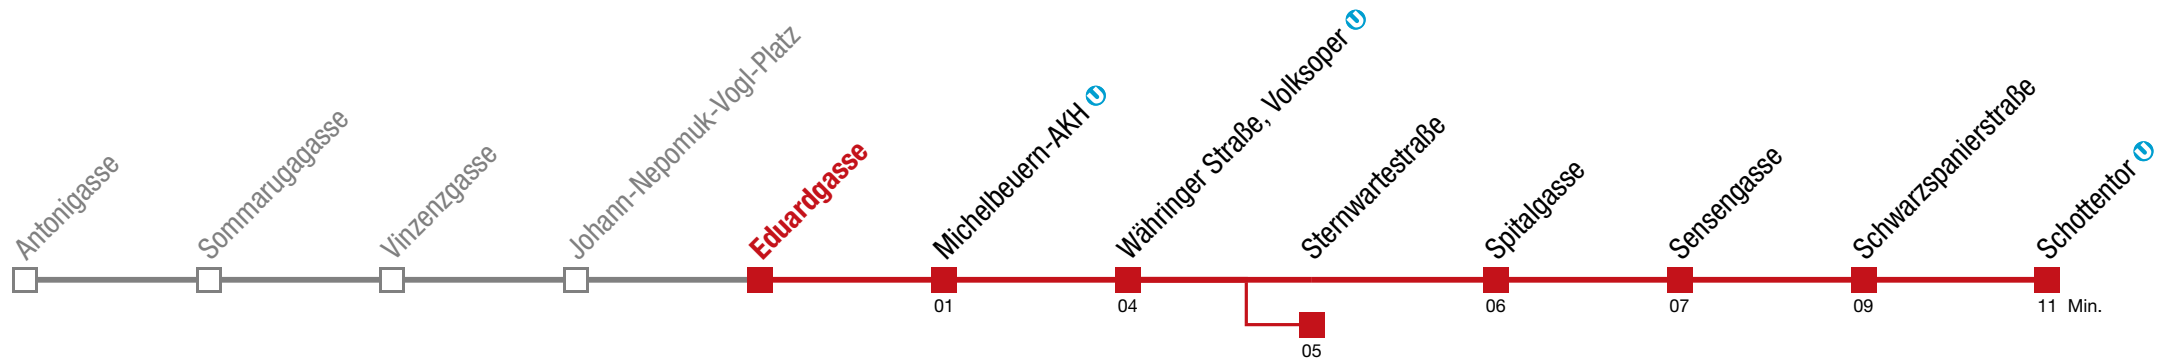 Antonigasse
Sommarugagasse
Vinzenzgasse
Johann-Nepomuk-Vogl-Platz
Eduardgasse
Michelbeuern-AKH U
Währinger Straße, Volksoper U
Sternwartestraße
Spitalgasse
Sensengasse
Schwarzspanierstraße
Schottentor U
01
04
05
06
07
09
11 Min.